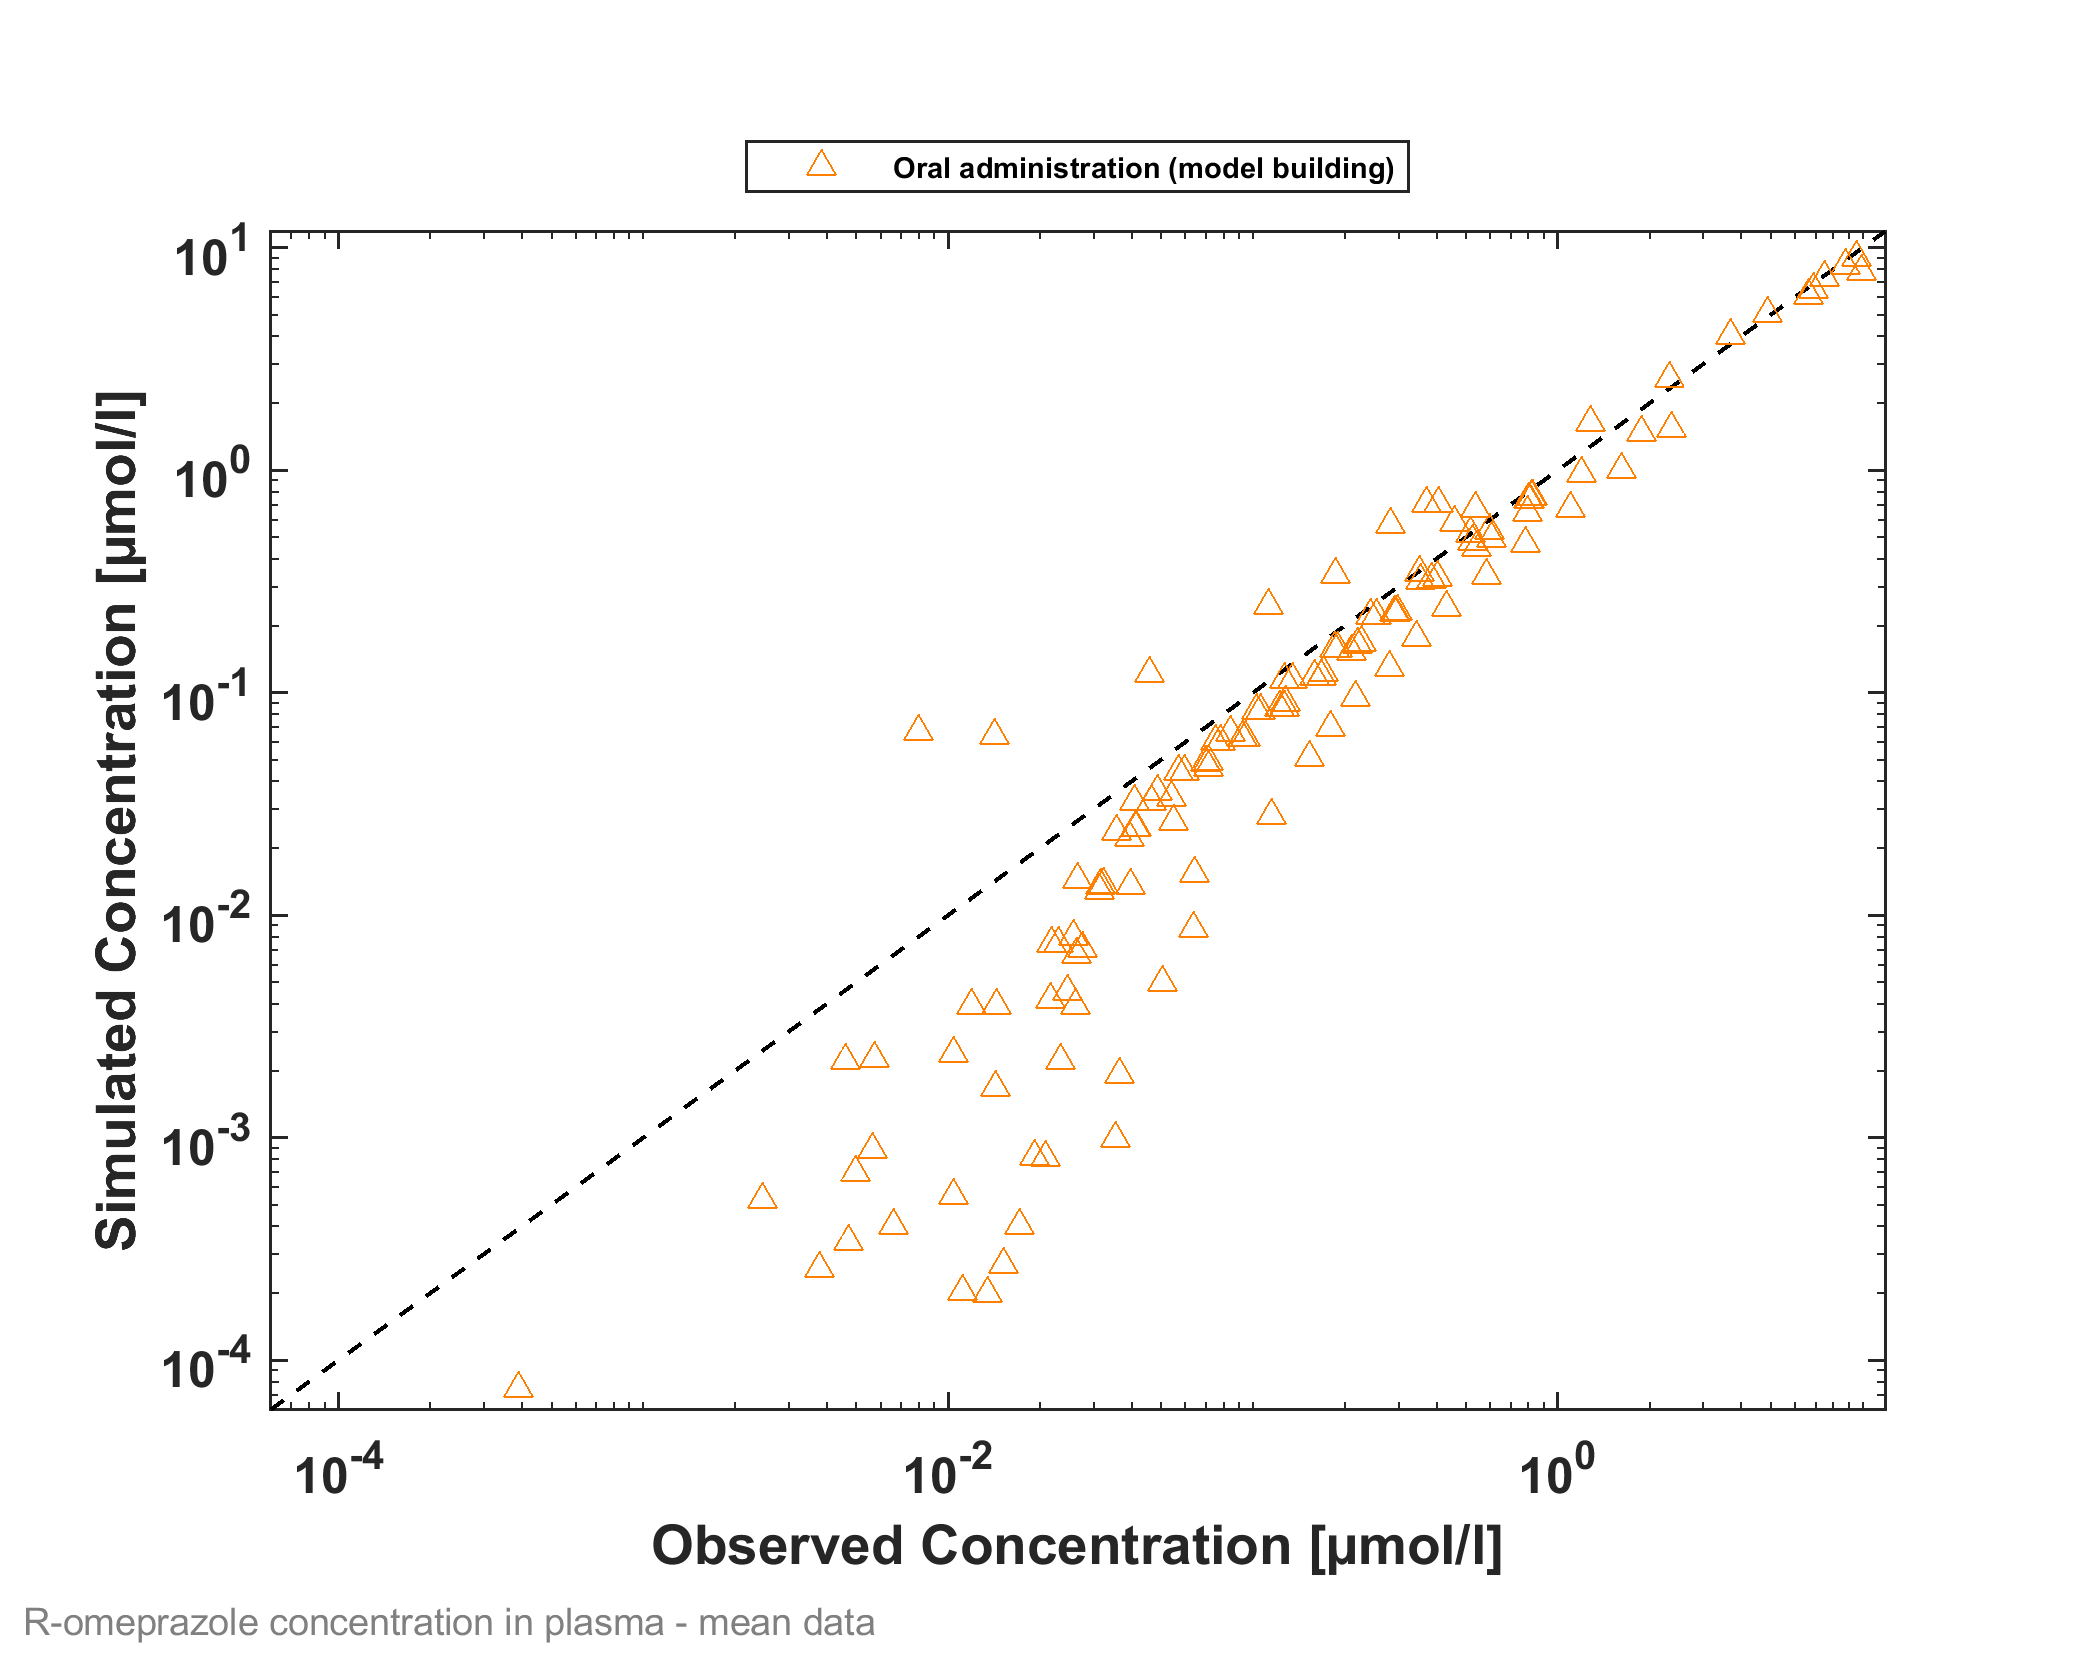 Oral administration (model building)
10^1
10^0
10^-1
10^-2
10^-3
10^-4
Simulated Concentration [µmol/l]
10^-4 10^-2 10^0
Observed Concentration [µmol/l]
R-omeprazole concentration in plasma - mean data